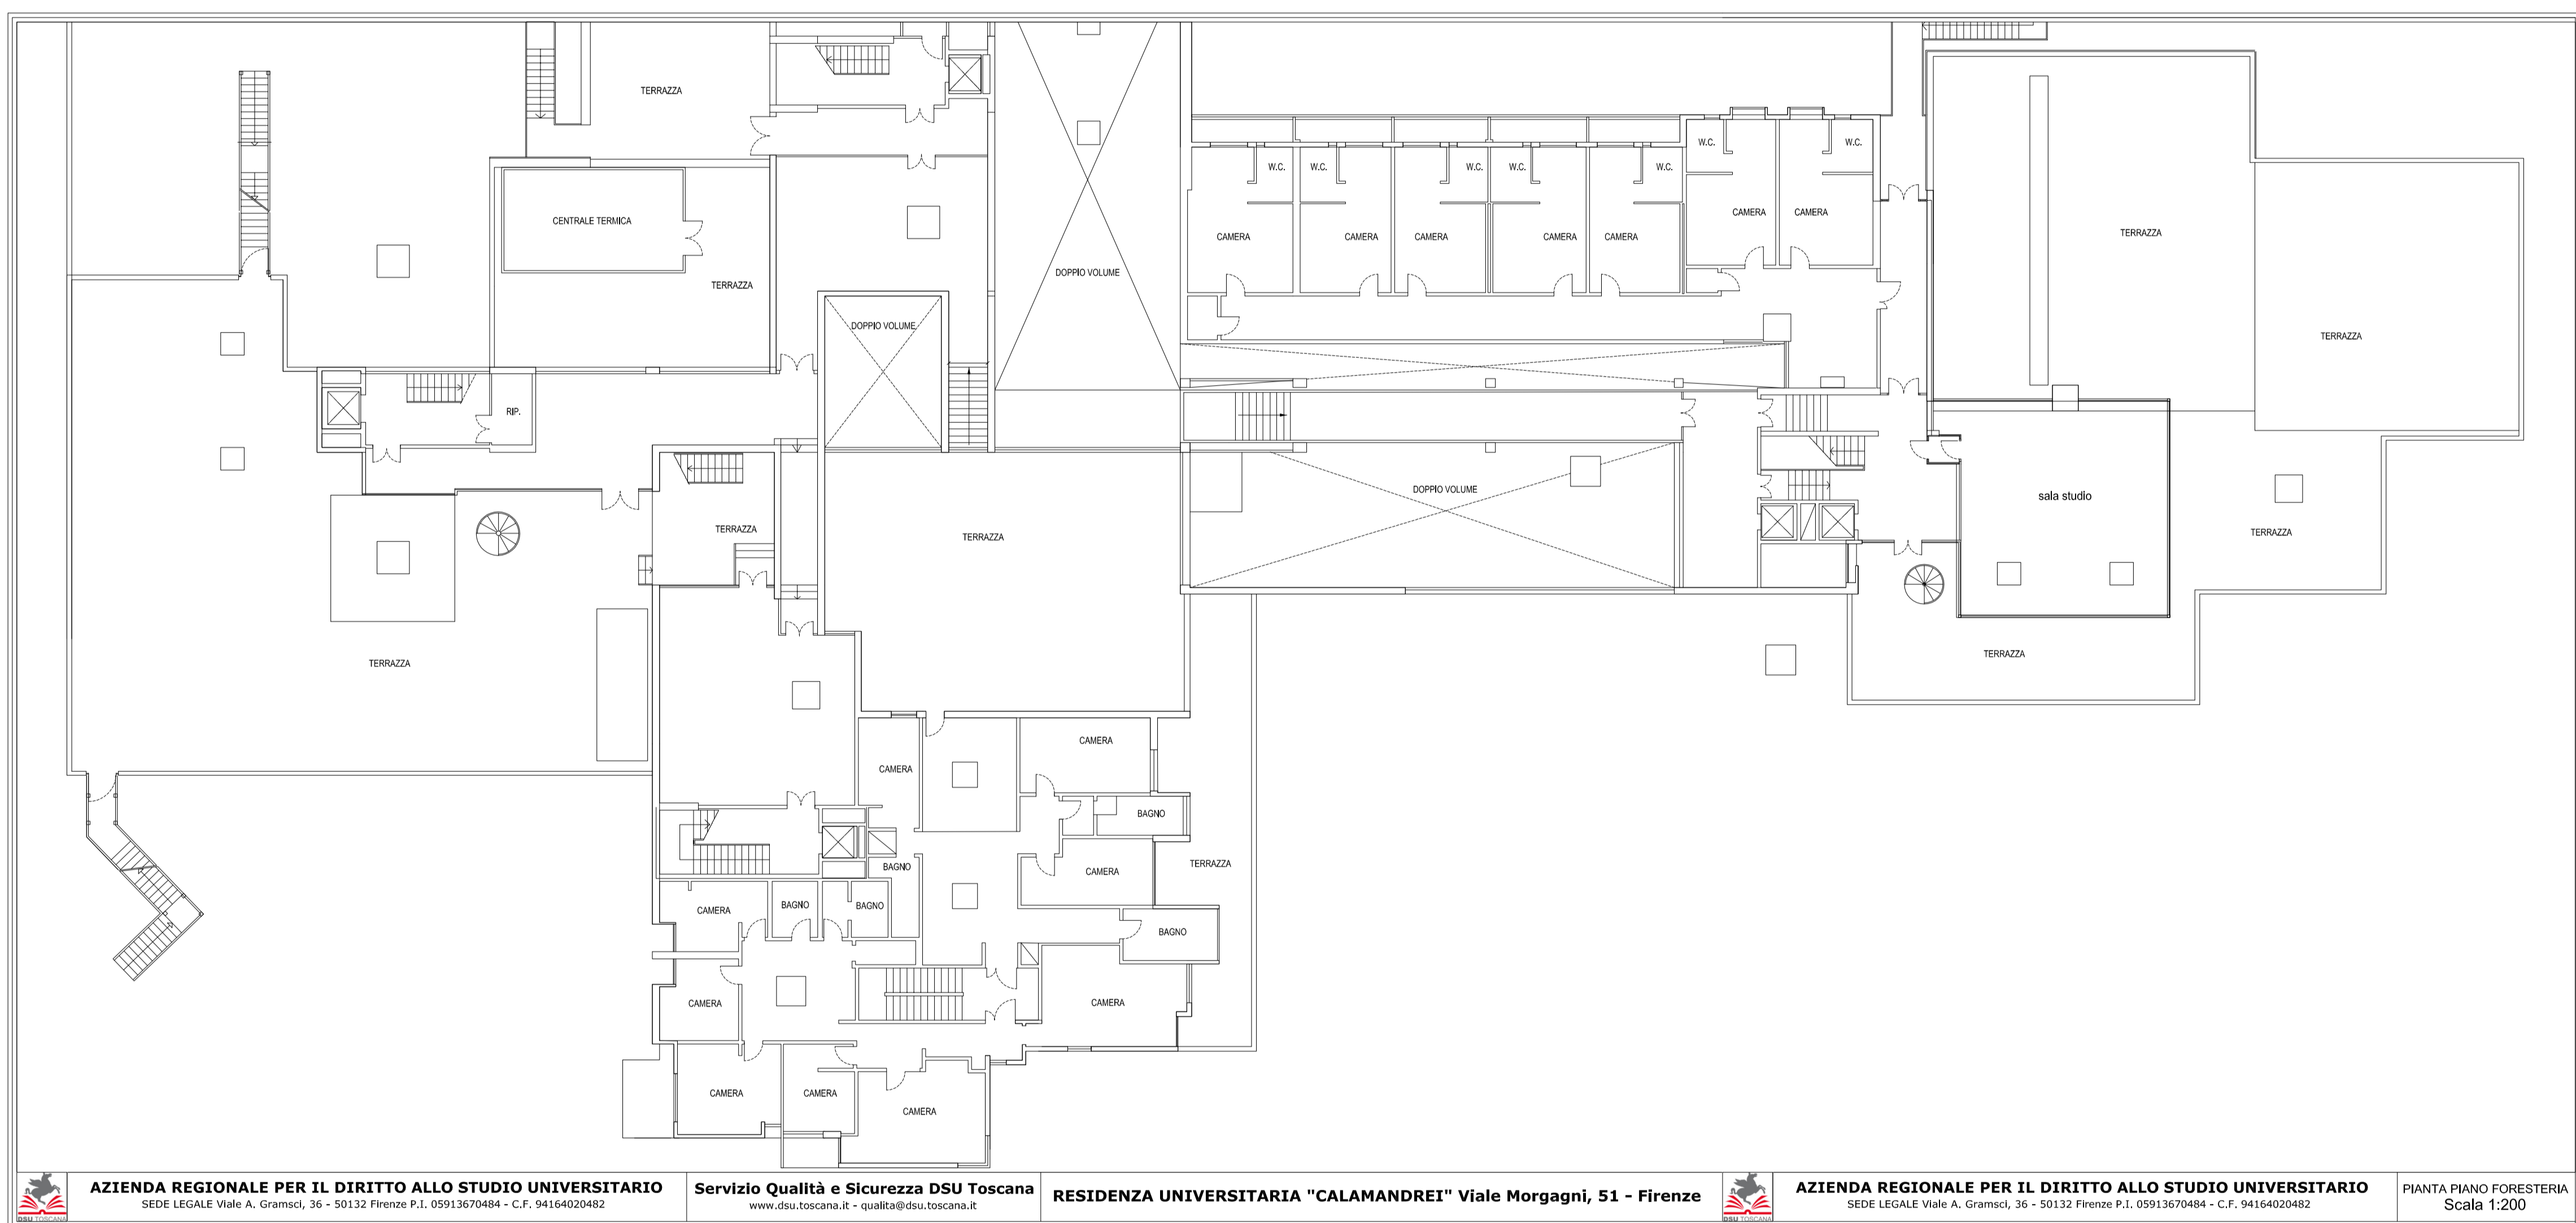 TERRAZZA
W.C.
W.C.
W.C.
W.C.
W.C.
W.C.
W.C.
CENTRALE TERMICA
CAMERA
CAMERA
TERRAZZA
CAMERA
CAMERA
CAMERA
CAMERA
CAMERA
DOPPIO VOLUME
TERRAZZA
DOPPIO VOLUME
TERRAZZA
RIP.
DOPPIO VOLUME
sala studio
TERRAZZA
TERRAZZA
TERRAZZA
TERRAZZA
TERRAZZA
CAMERA
CAMERA
BAGNO
TERRAZZA
BAGNO
CAMERA
BAGNO
BAGNO
CAMERA
BAGNO
CAMERA
CAMERA
CAMERA
CAMERA
CAMERA
AZIENDA REGIONALE PER IL DIRITTO ALLO STUDIO UNIVERSITARIO
SEDE LEGALE Viale A. Gramsci, 36 - 50132 Firenze P.I. 05913670484 - C.F. 94164020482
DSU TOSCANA
Servizio Qualità e Sicurezza DSU Toscana
www.dsu.toscana.it - qualita@dsu.toscana.it
RESIDENZA UNIVERSITARIA "CALAMANDREI" Viale Morgagni, 51 - Firenze
DSU TOSCANA
AZIENDA REGIONALE PER IL DIRITTO ALLO STUDIO UNIVERSITARIO
SEDE LEGALE Viale A. Gramsci, 36 - 50132 Firenze P.I. 05913670484 - C.F. 94164020482
PIANTA PIANO FORESTERIA
Scala 1:200